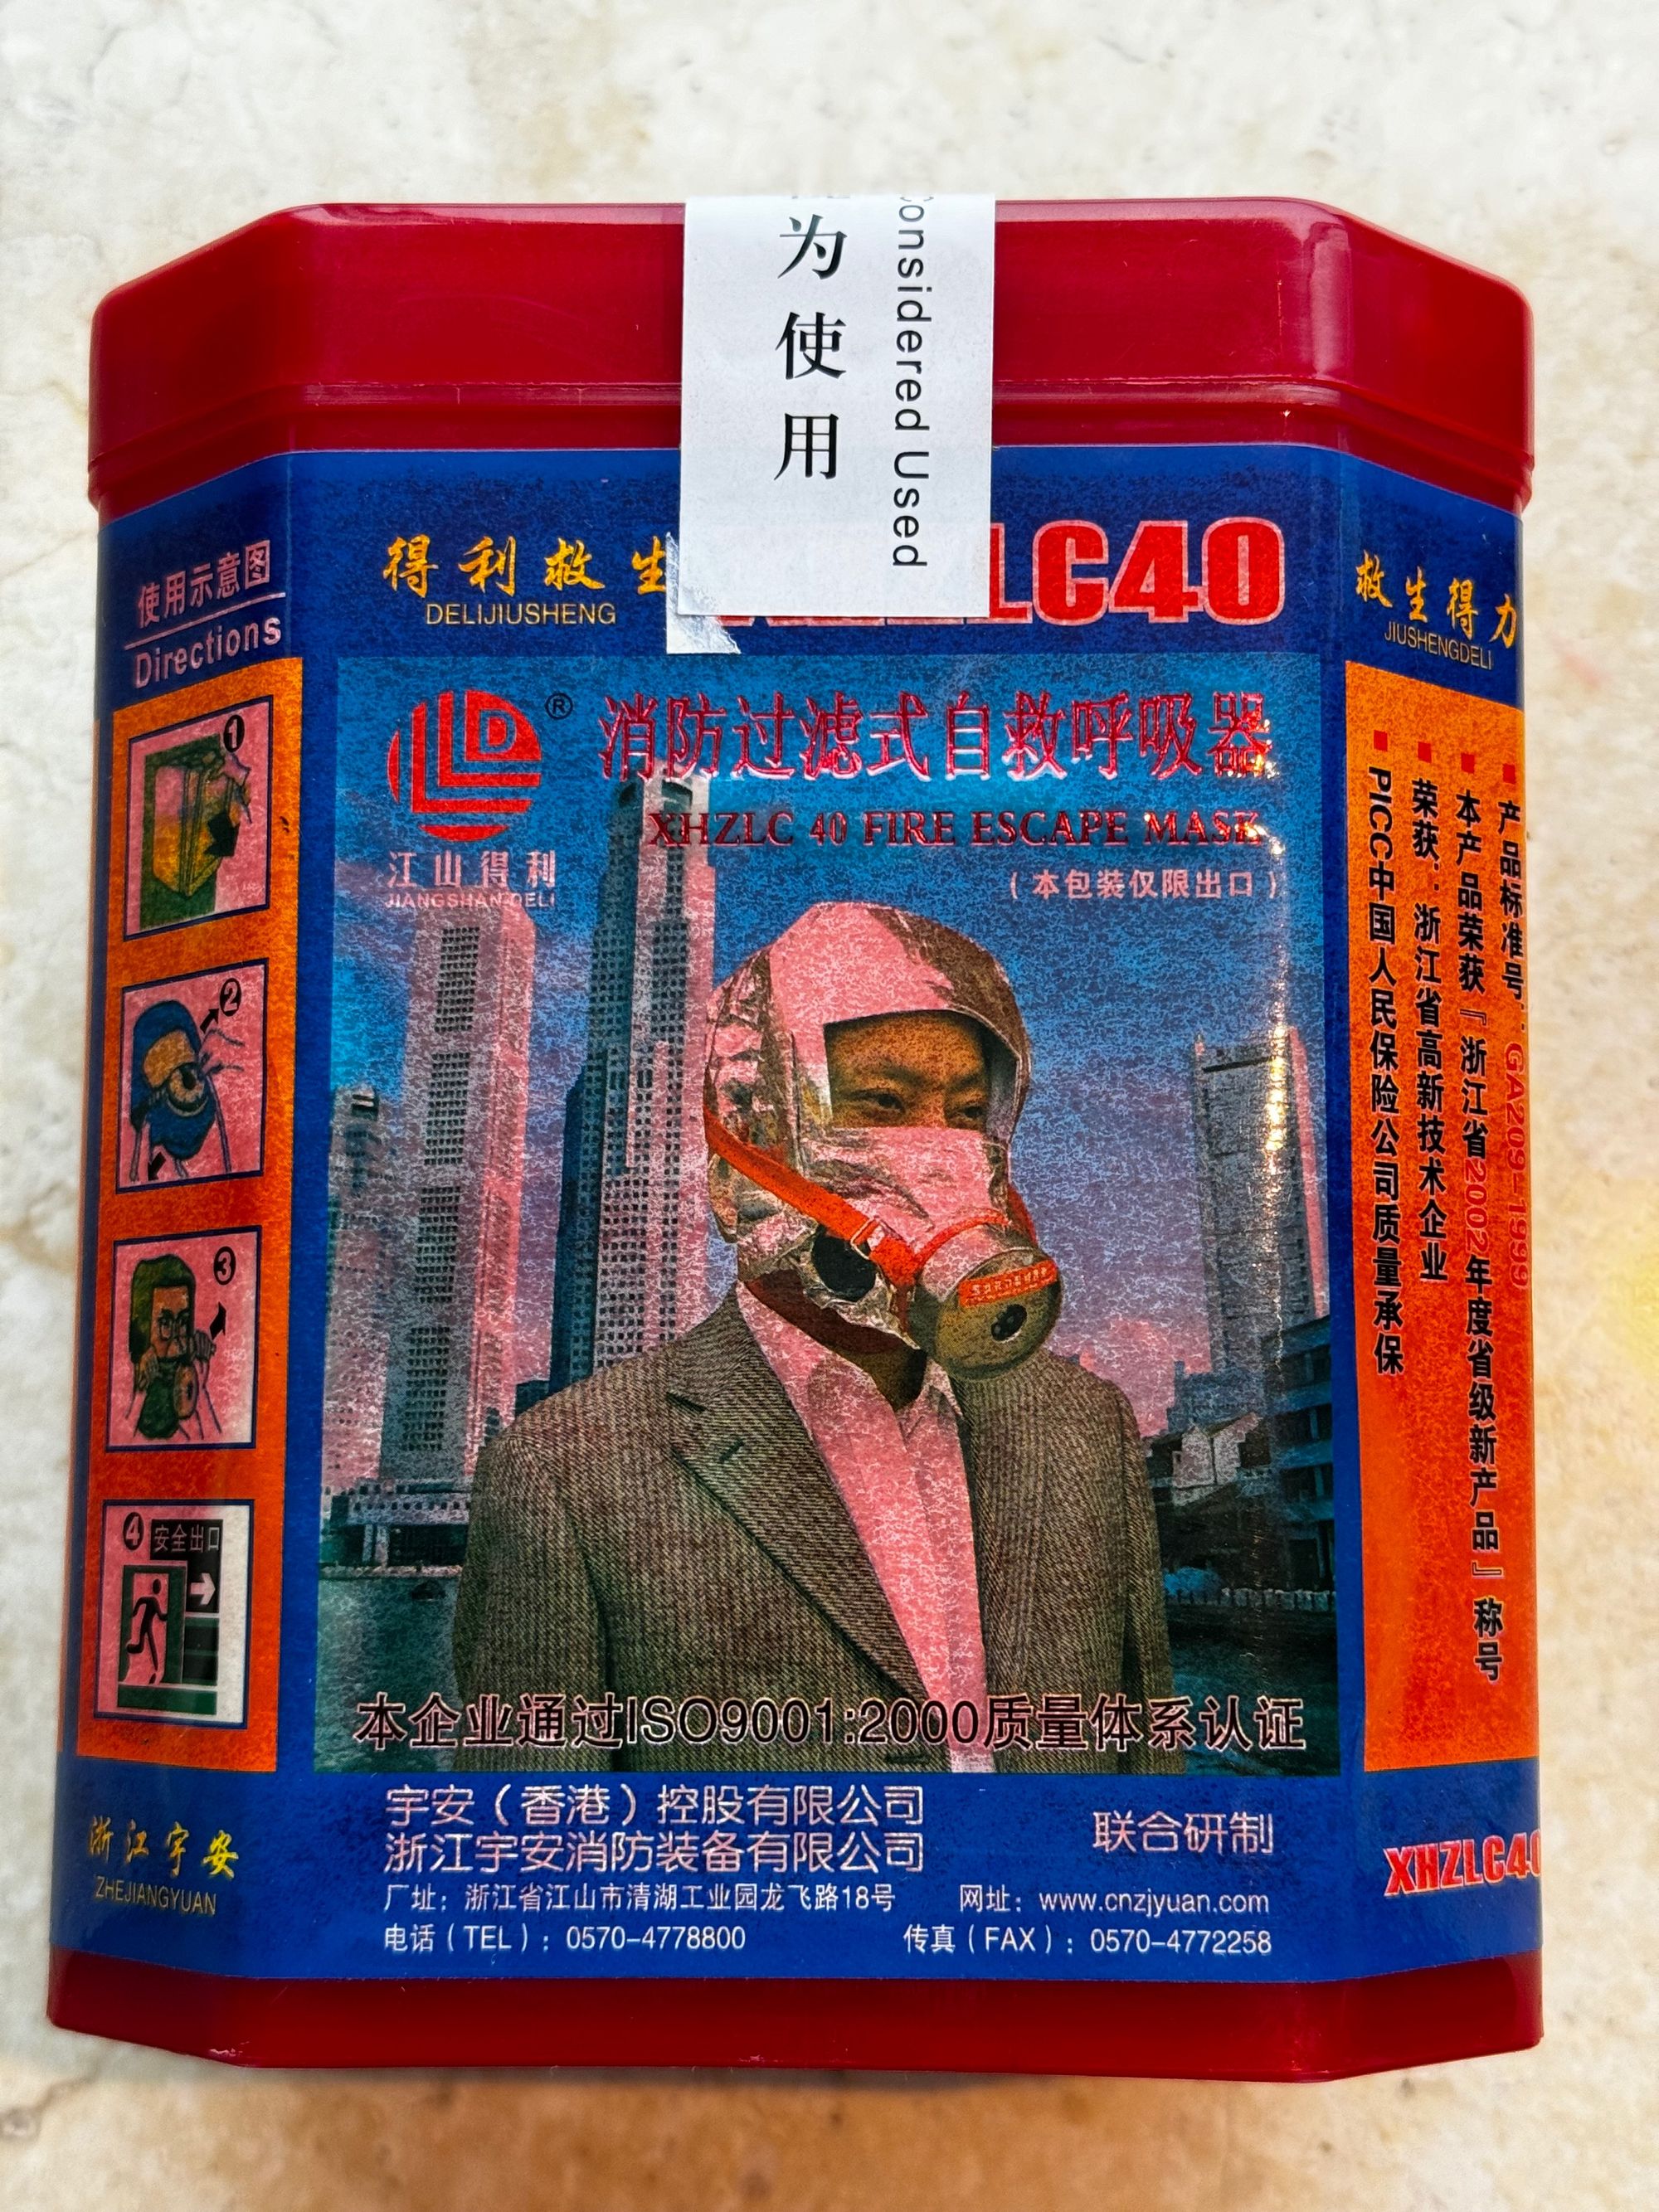 为使用
onsidered Used
使用示意图
Directions
1
2
3
4
安全出口
浙江宇安
ZHEJIANGYUAN
得利救生
DELIJIUSHENG
LC40
LD
®
江山得利
JIANGSHAN DELI
消防过滤式自救呼吸器
XHZLC 40 FIRE ESCAPE MASK
(本包装仅限出口)
本企业通过ISO9001:2000质量体系认证
宇安(香港)控股有限公司
浙江宇安消防装备有限公司
联合研制
厂址:浙江省江山市清湖工业园龙飞路18号 网址:www.cnzjyuan.com
电话(TEL):0570-4778800 传真(FAX):0570-4772258
救生得力
JIUSHENGDELI
■产品标准号:GA209-1999
■本产品荣获『浙江省2002年度省级新产品』称号
■荣获:浙江省高新技术企业
■PICC中国人民保险公司质量承保
XHZLC40